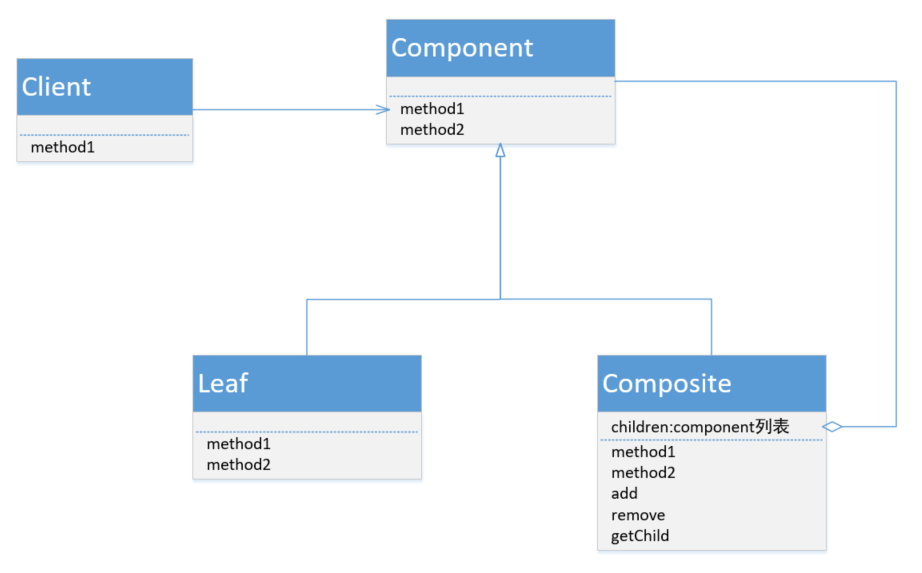 Component
method1
method2
Client
method1
Leaf
method1
method2
Composite
children:component列表
method1
method2
add
remove
getChild